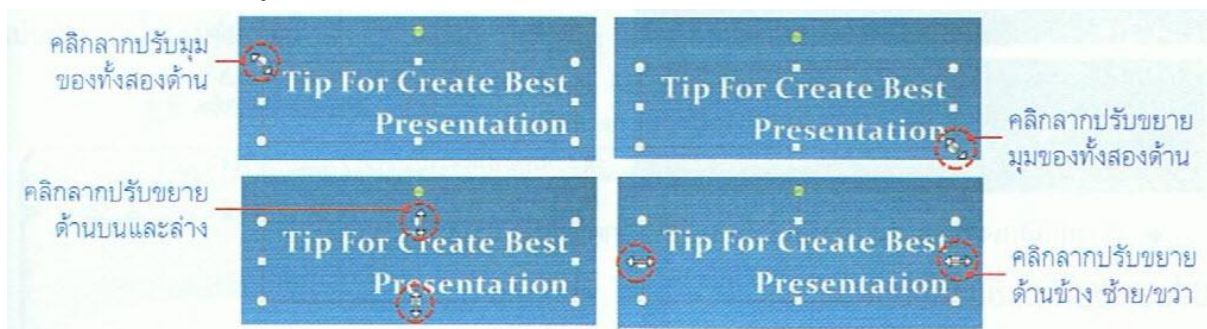 คลิกลากปรับมุม
ของทั้งสองด้าน
Tip For Create Best
Presentation
Tip For Create Best
Presentation
คลิกลากปรับขยาย
มุมของทั้งสองด้าน
คลิกลากปรับขยาย
ด้านบนและล่าง
Tip For Create Best
Presentation
Tip For Create Best
Presentation
คลิกลากปรับขยาย
ด้านข้าง ซ้าย/ขวา